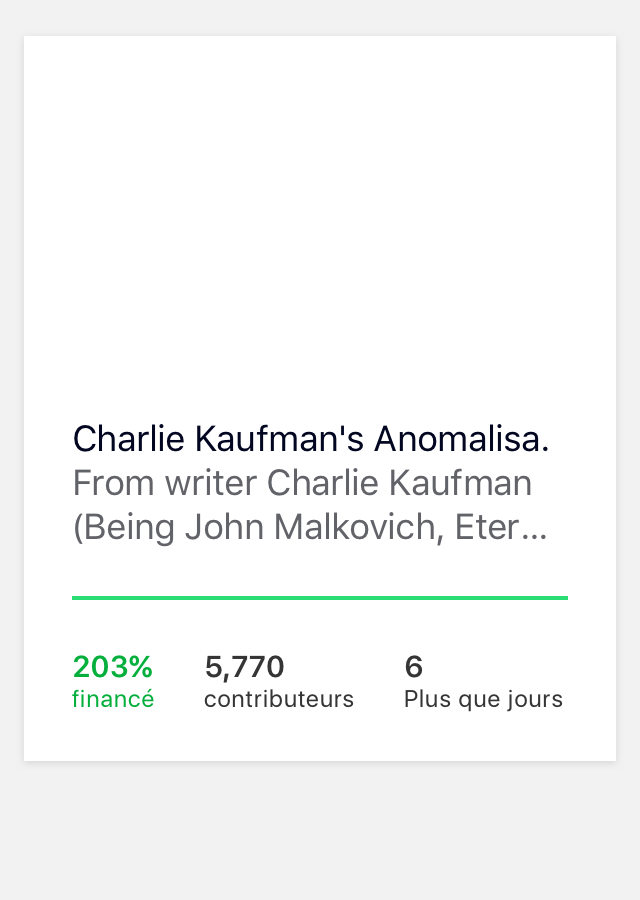 Charlie Kaufman's Anomalisa.
From writer Charlie Kaufman
(Being John Malkovich, Eter...
203%
financé
5,770
contributeurs
6
Plus que jours